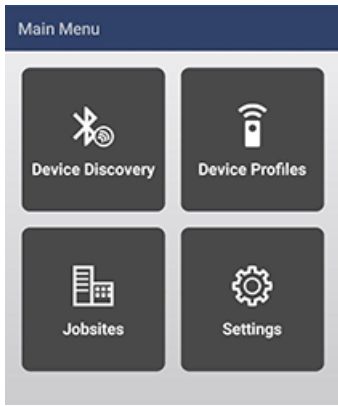 Main Menu
Device Discovery
Device Profiles
Jobsites
Settings